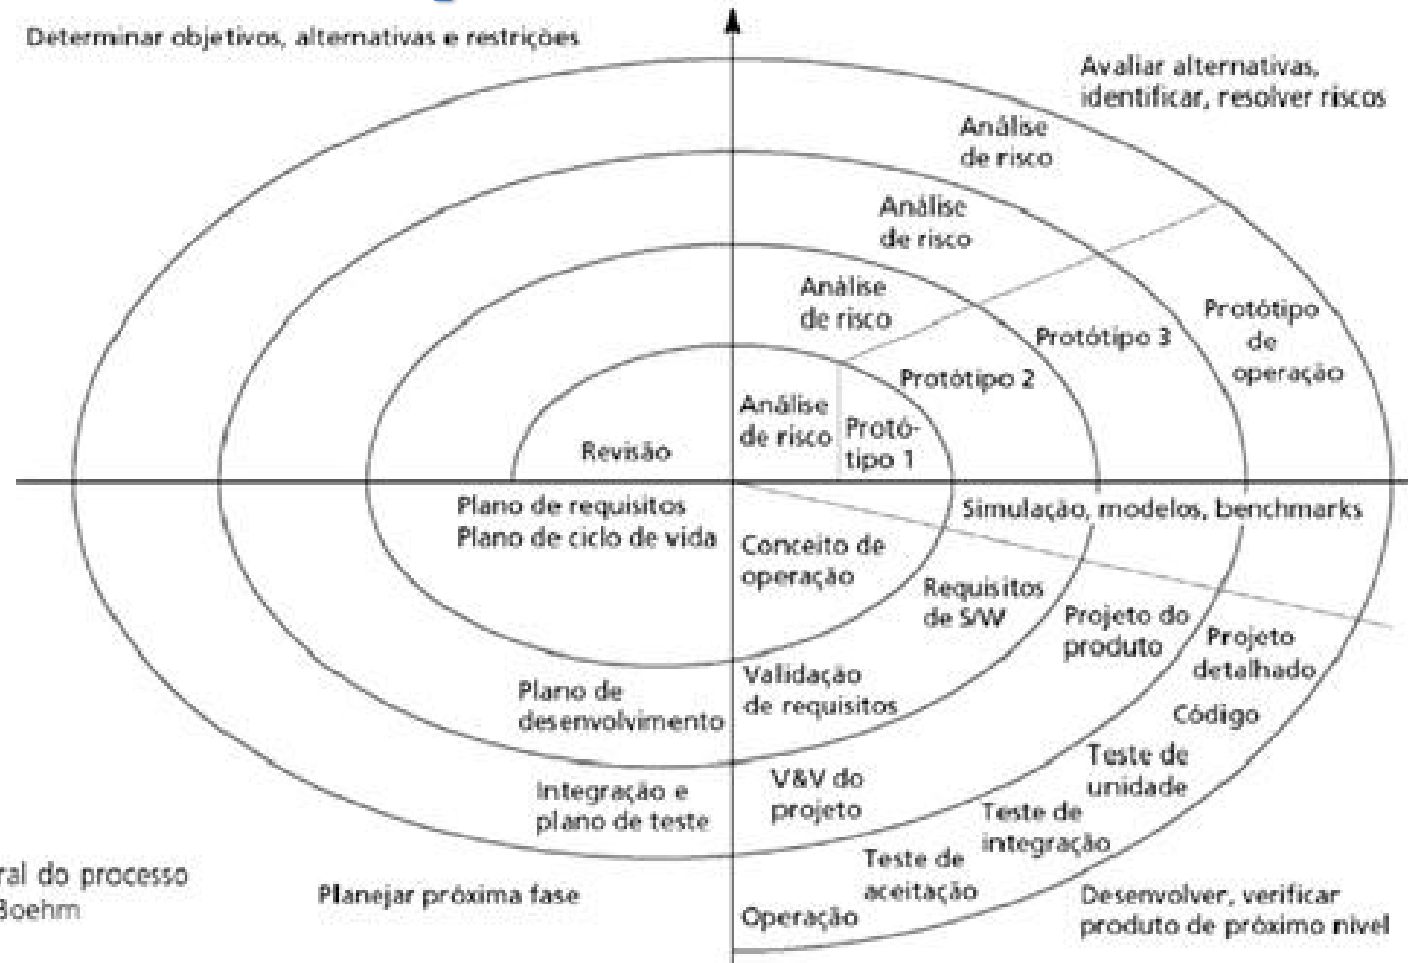 Determinar objetivos, alternativas e restrições
Avaliar alternativas,
identificar, resolver riscos
Análise
de risco
Análise
de risco
Análise
de risco
Protótipo
de
operação
Protótipo 3
Protótipo 2
Análise
de risco
Protó-
tipo 1
Revisão
Plano de requisitos
Plano de ciclo de vida
Simulação, modelos, benchmarks
Conceito de
operação
Requisitos
de S/W
Projeto do
produto
Projeto
detalhado
Validação
de requisitos
Plano de
desenvolvimento
Código
Teste de
unidade
V&V do
projeto
Integração e
plano de teste
Teste de
integração
Teste de
aceitação
Operação
ral do processo
Boehm
Planejar próxima fase
Desenvolver, verificar
produto de próximo nível